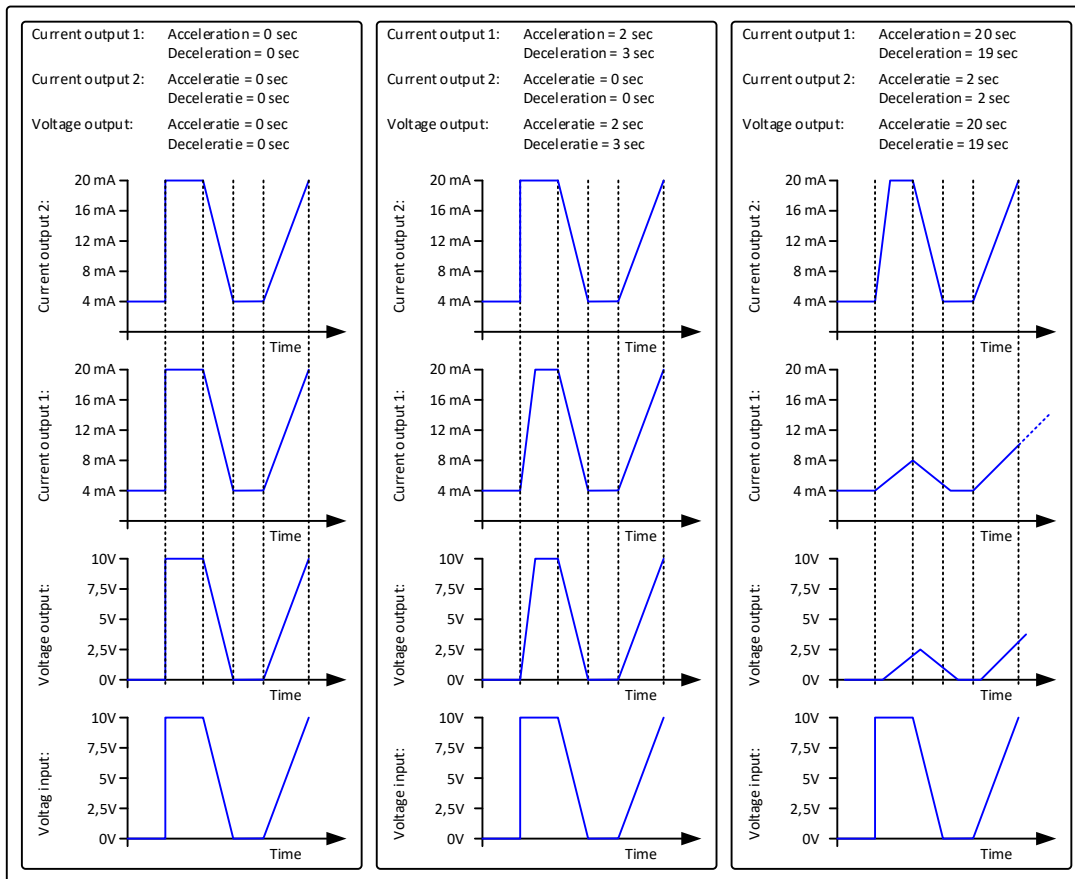 Current output 1: Acceleration = 0 sec
Deceleration = 0 sec
Current output 2: Acceleratie = 0 sec
Deceleratie = 0 sec
Voltage output: Acceleratie = 0 sec
Deceleratie = 0 sec
Current output 2:
20 mA
16 mA
12 mA
8 mA
4 mA
Time
Current output 1:
20 mA
16 mA
12 mA
8 mA
4 mA
Time
Voltage output:
10V
7,5V
5V
2,5V
0V
Time
Voltag input:
10V
7,5V
5V
2,5V
0V
Time
Current output 1: Acceleration = 2 sec
Deceleration = 3 sec
Current output 2: Acceleratie = 0 sec
Deceleration = 0 sec
Voltage output: Acceleratie = 2 sec
Deceleratie = 3 sec
Current output 2:
20 mA
16 mA
12 mA
8 mA
4 mA
Time
Current output 1:
20 mA
16 mA
12 mA
8 mA
4 mA
Time
Voltage output:
10V
7,5V
5V
2,5V
0V
Time
Voltage input:
10V
7,5V
5V
2,5V
0V
Time
Current output 1: Acceleration = 20 sec
Deceleration = 19 sec
Current output 2: Acceleratie = 2 sec
Deceleration = 2 sec
Voltage output: Acceleratie = 20 sec
Deceleratie = 19 sec
Current output 2:
20 mA
16 mA
12 mA
8 mA
4 mA
Time
Current output 1:
20 mA
16 mA
12 mA
8 mA
4 mA
Time
Voltage output:
10V
7,5V
5V
2,5V
0V
Time
Voltage input:
10V
7,5V
5V
2,5V
0V
Time